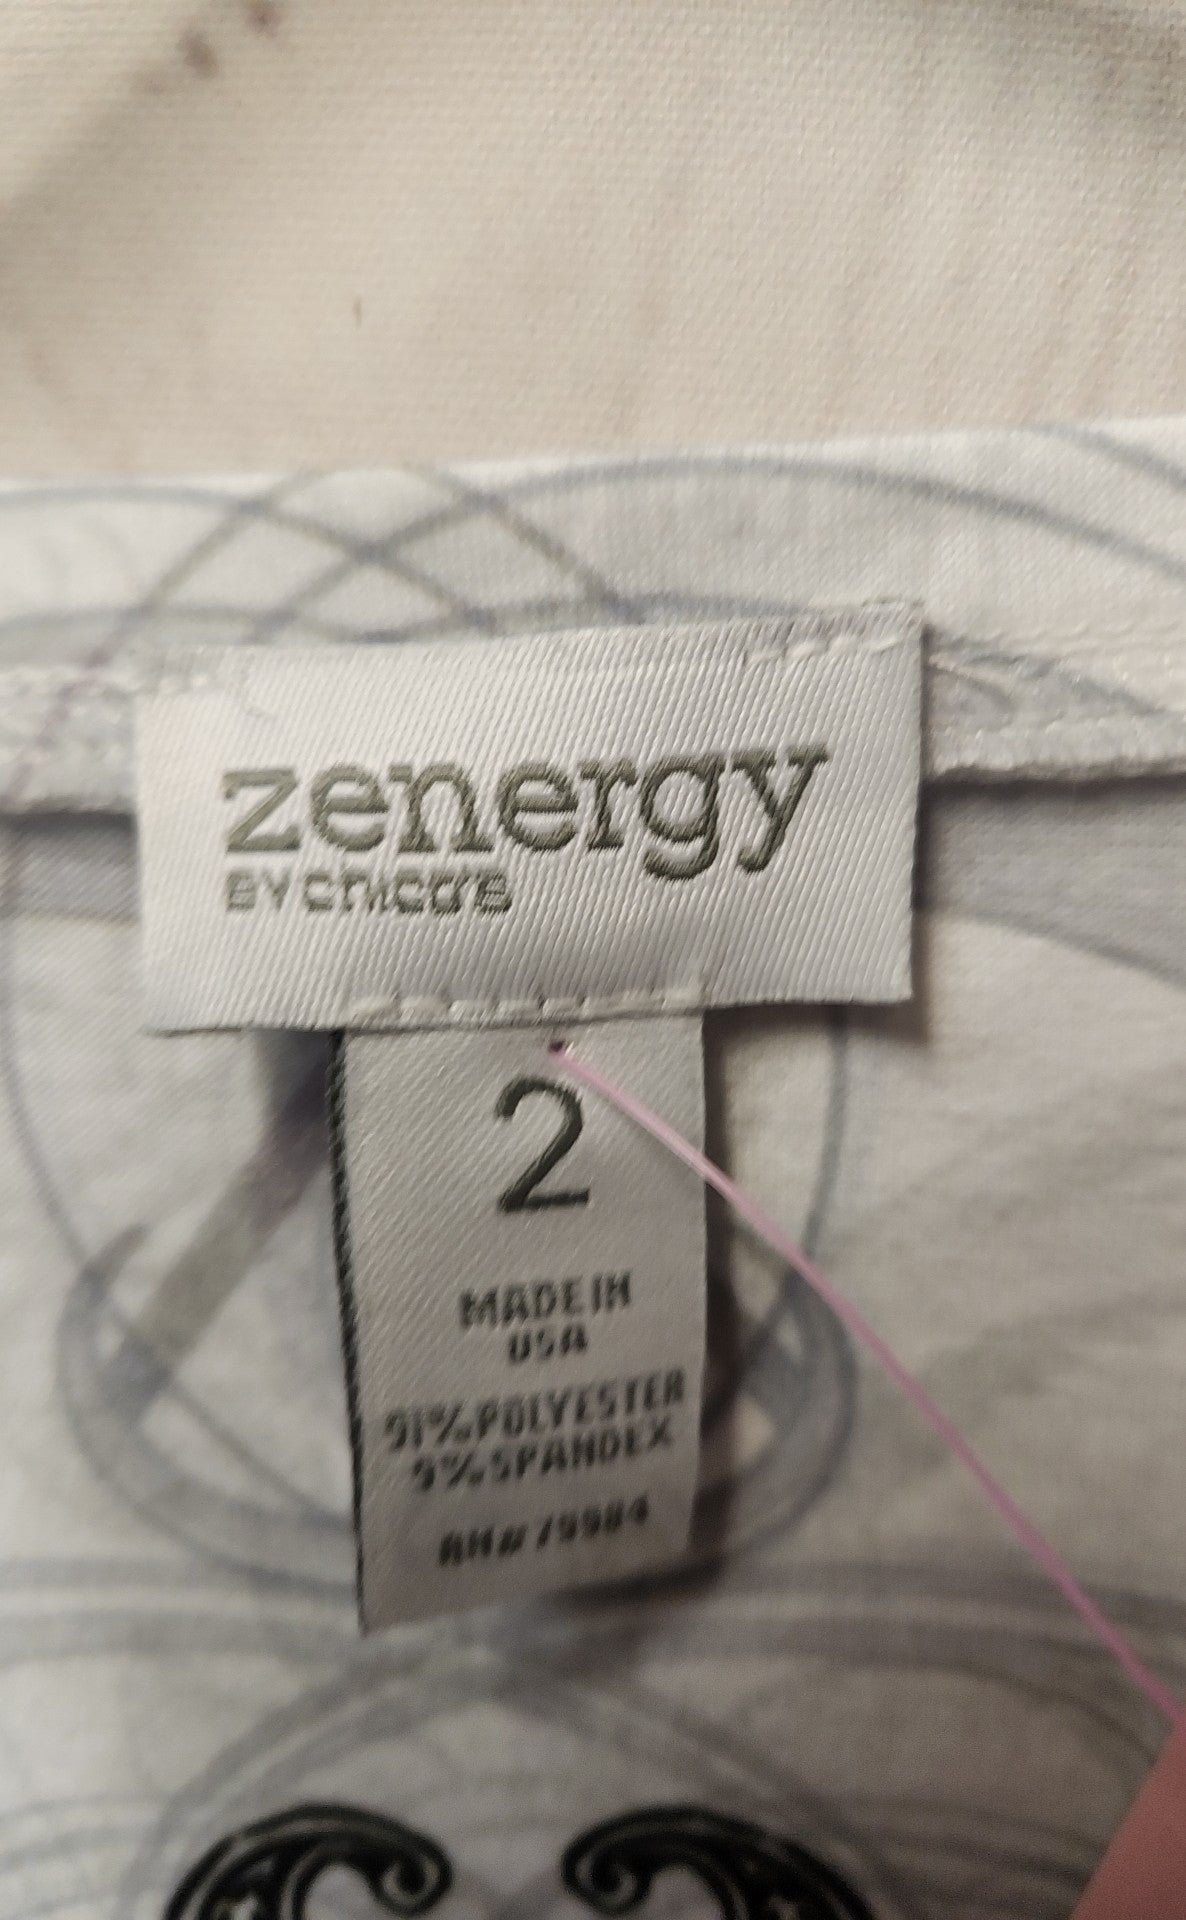 zenergy
BY CHICO'S
2
MADE IN
USA
91% POLYESTER
9% SPANDEX
RN# 79984